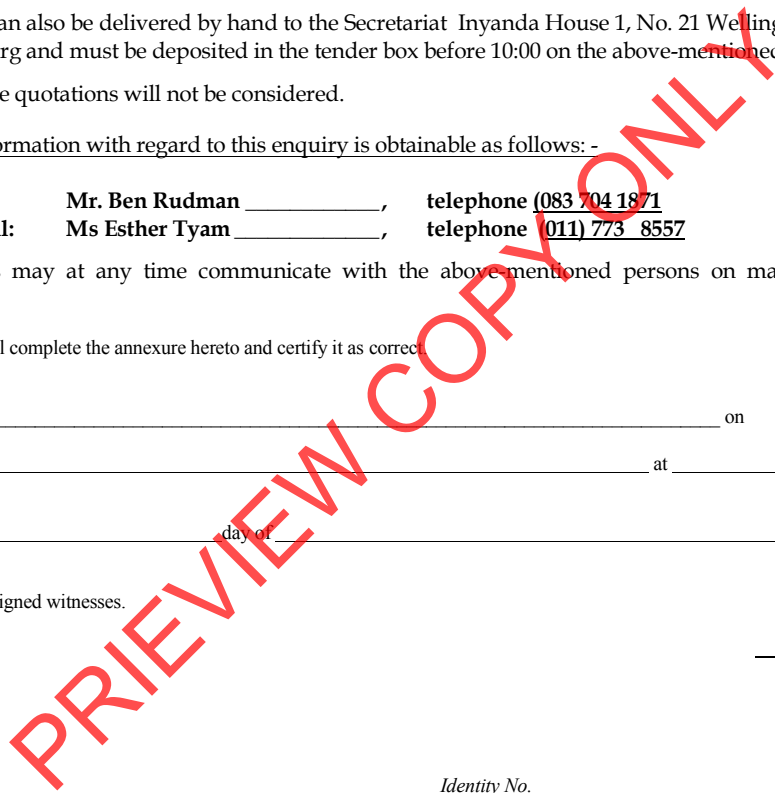 an also be delivered by hand to the Secretariat Inyanda House 1, No. 21 Welling
rg and must be deposited in the tender box before 10:00 on the above-mentioned
e quotations will not be considered.
ormation with regard to this enquiry is obtainable as follows: -
Mr. Ben Rudman ____________, telephone (083 704 1871
l: Ms Esther Tyam _____________, telephone (011) 773 8557
s may at any time communicate with the above-mentioned persons on ma
l complete the annexure hereto and certify it as correct.
on
at
day of
igned witnesses.
Identity No.
PRIEVIEW COPY ONLY